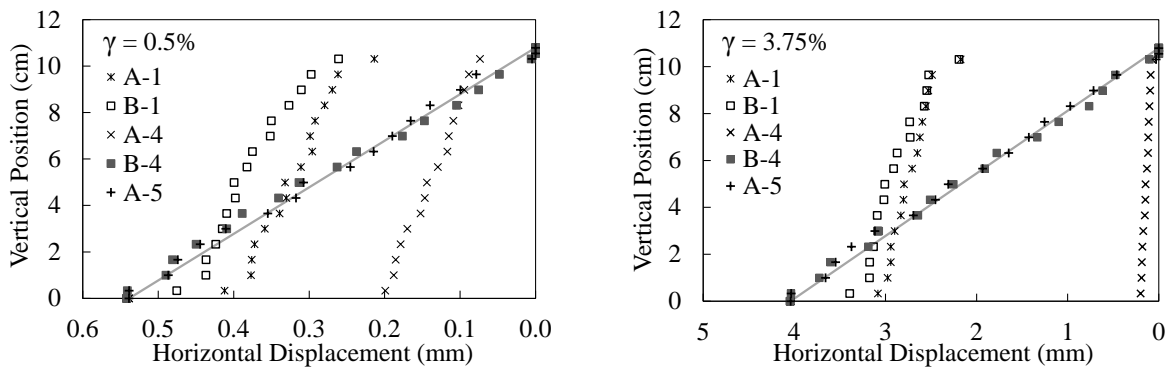 12
10
8
6
4
2
0
Vertical Position (cm)
γ = 0.5%
A-1
B-1
A-4
B-4
A-5
0.6 0.5 0.4 0.3 0.2 0.1 0.0
Horizontal Displacement (mm)
12
10
8
6
4
2
0
Vertical Position (cm)
γ = 3.75%
A-1
B-1
A-4
B-4
A-5
5 4 3 2 1 0
Horizontal Displacement (mm)